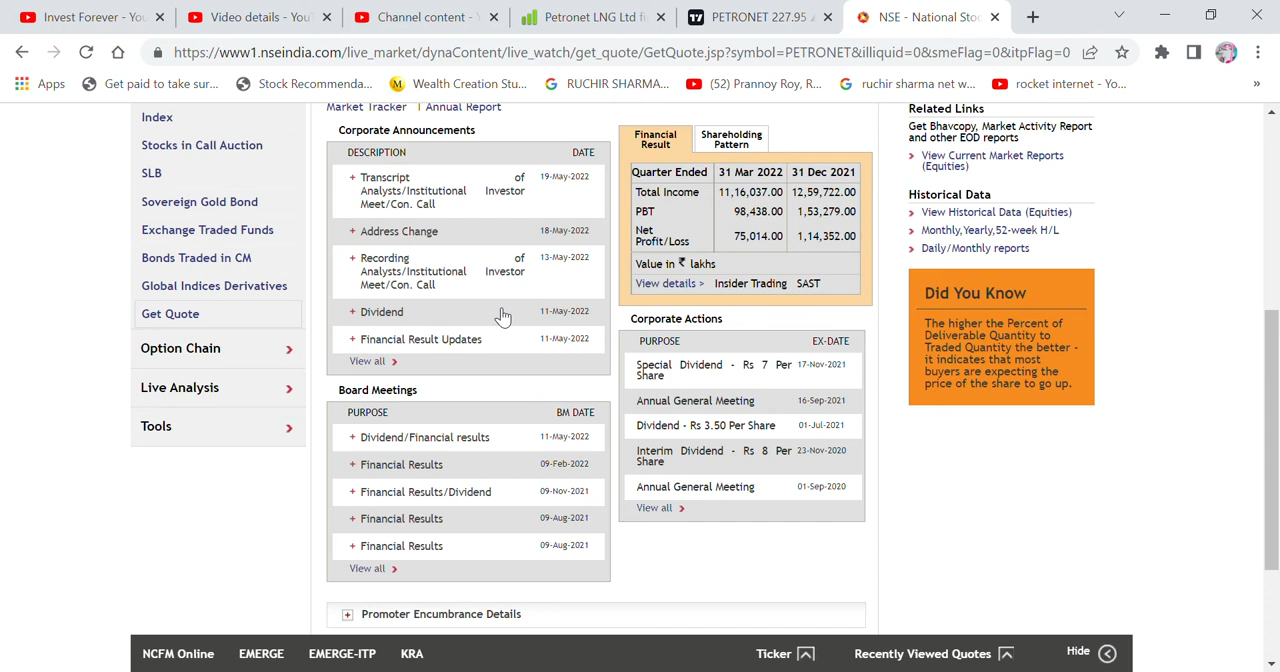 Invest Forever - You
Video details - YouT
Channel content - Y
Petronet LNG Ltd fi
PETRONET 227.95
NSE - National Stoc
https://www1.nseindia.com/live_market/dynaContent/live_watch/get_quote/GetQuote.jsp?symbol=PETRONET&illiquid=0&smeFlag=0&itpFlag=0
Apps
Get paid to take sur...
Stock Recommenda...
Wealth Creation Stu...
RUCHIR SHARMA...
(52) Prannoy Roy, R...
ruchir sharma net w...
rocket internet - Yo...
»
Index
Stocks in Call Auction
SLB
Sovereign Gold Bond
Exchange Traded Funds
Bonds Traded in CM
Global Indices Derivatives
Get Quote
Option Chain
Live Analysis
Tools
Market Tracker | Annual Report
Corporate Announcements
DESCRIPTION DATE
+ Transcript of Analysts/Institutional Investor Meet/Con. Call 19-May-2022
+ Address Change 18-May-2022
+ Recording of Analysts/Institutional Investor Meet/Con. Call 13-May-2022
+ Dividend 11-May-2022
+ Financial Result Updates 11-May-2022
View all
Board Meetings
PURPOSE BM DATE
+ Dividend/Financial results 11-May-2022
+ Financial Results 09-Feb-2022
+ Financial Results/Dividend 09-Nov-2021
+ Financial Results 09-Aug-2021
+ Financial Results 09-Aug-2021
View all
Financial Result
Shareholding Pattern
Quarter Ended 31 Mar 2022 31 Dec 2021
Total Income 11,16,037.00 12,59,722.00
PBT 98,438.00 1,53,279.00
Net Profit/Loss 75,014.00 1,14,352.00
Value in ₹ lakhs
View details > Insider Trading SAST
Corporate Actions
PURPOSE EX-DATE
Special Dividend - Rs 7 Per Share 17-Nov-2021
Annual General Meeting 16-Sep-2021
Dividend - Rs 3.50 Per Share 01-Jul-2021
Interim Dividend - Rs 8 Per Share 23-Nov-2020
Annual General Meeting 01-Sep-2020
View all
+ Promoter Encumbrance Details
Related Links
Get Bhavcopy, Market Activity Report
and other EOD reports
View Current Market Reports
(Equities)
Historical Data
View Historical Data (Equities)
Monthly,Yearly,52-week H/L
Daily/Monthly reports
Did You Know
The higher the Percent of
Deliverable Quantity to
Traded Quantity the better -
it indicates that most
buyers are expecting the
price of the share to go up.
NCFM Online EMERGE EMERGE-ITP KRA Ticker Recently Viewed Quotes Hide